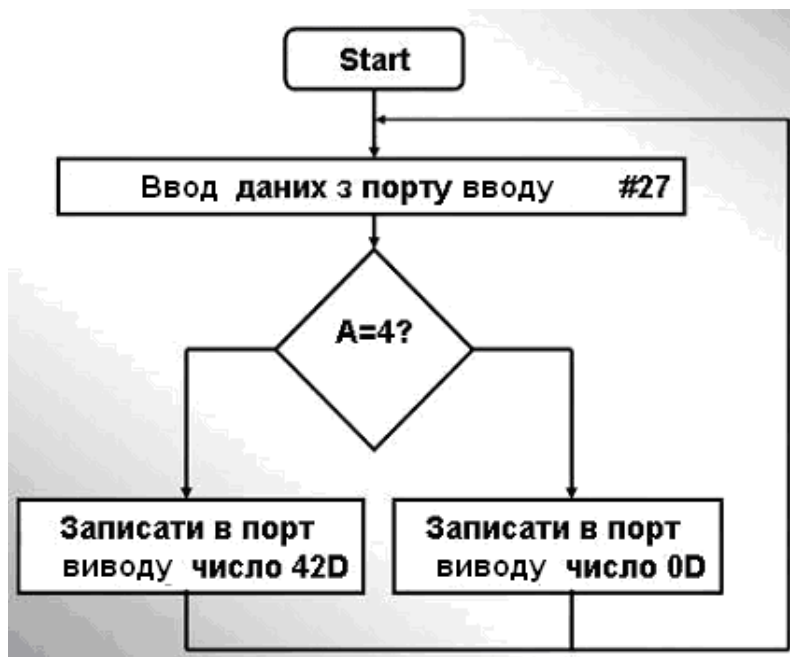 Start
Ввод даних з порту вводу #27
A=4?
Записати в порт
виводу число 42D
Записати в порт
виводу число 0D